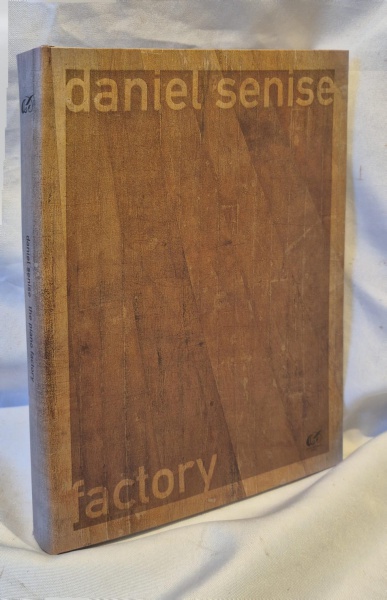 daniel senise
factory
daniel senise the piano factory